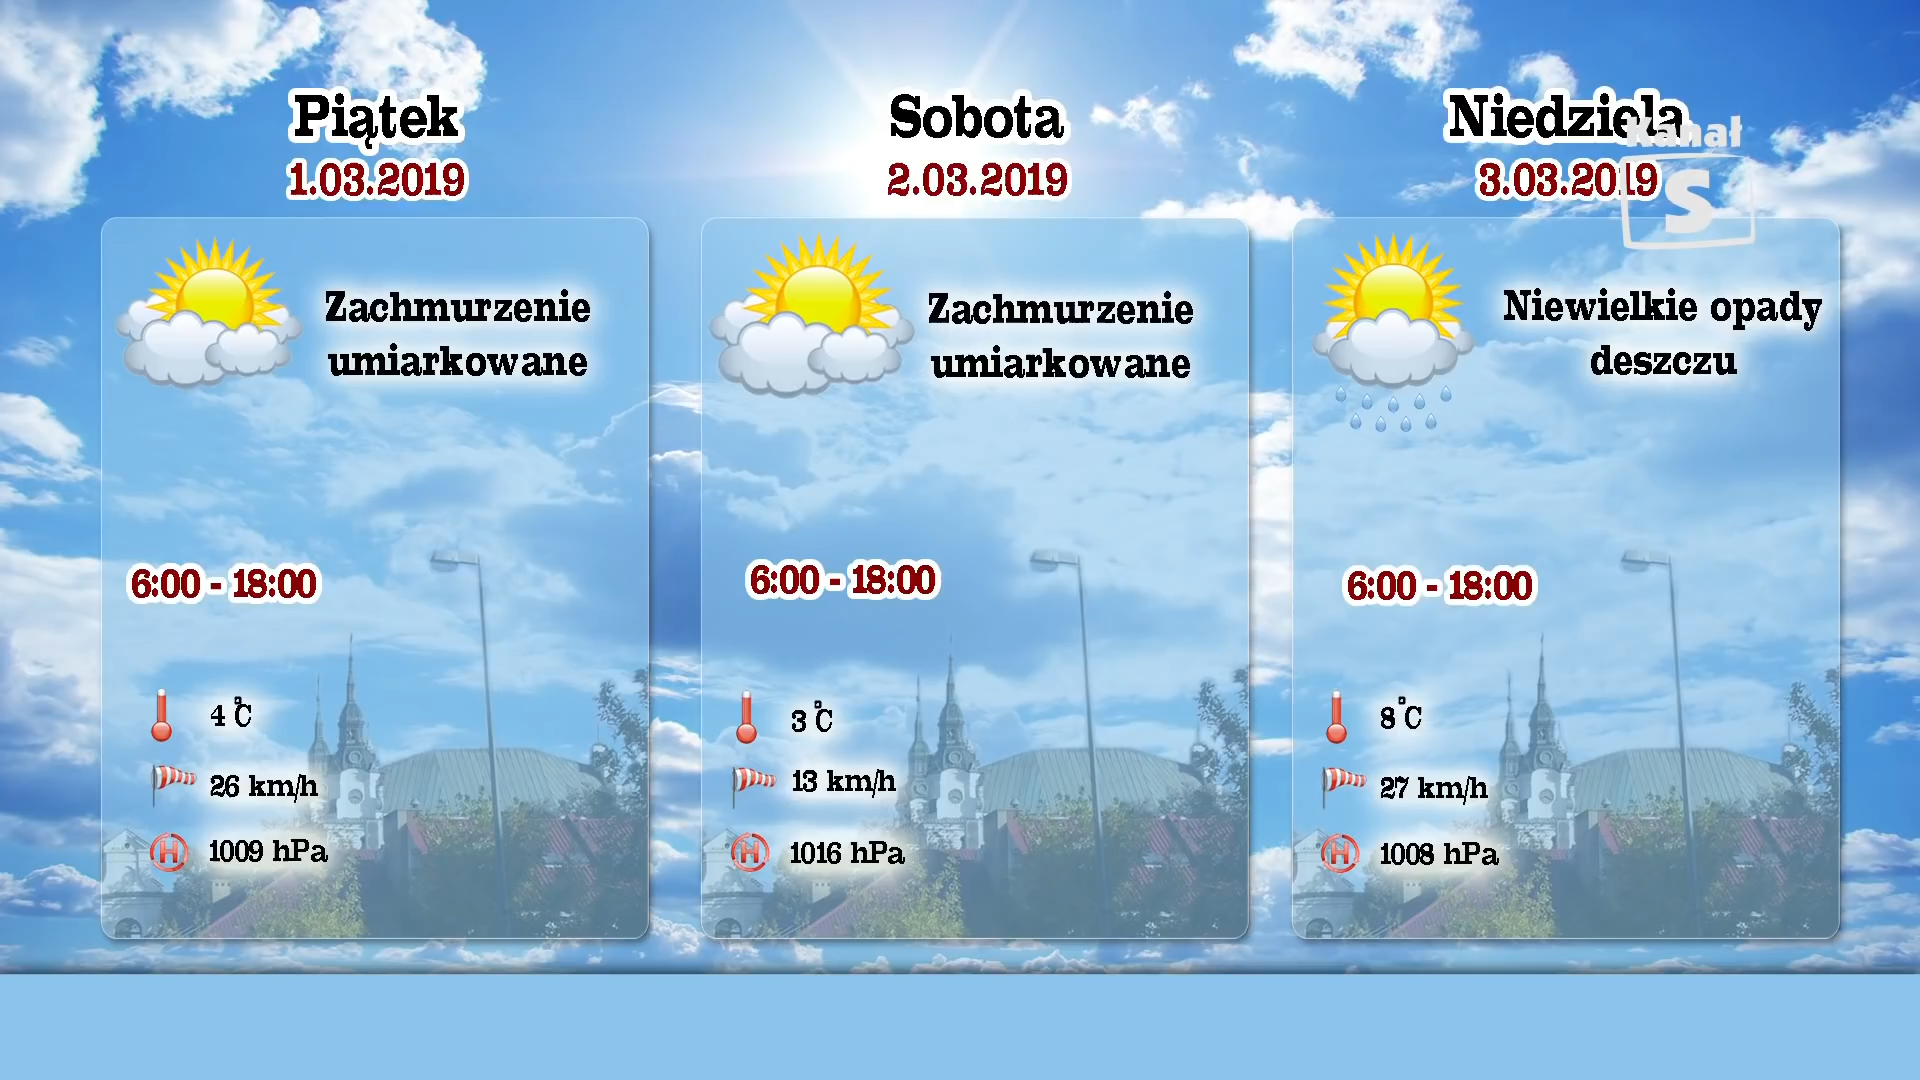 Piątek
1.03.2019
Zachmurzenie
umiarkowane
6:00 - 18:00
4 °C
26 km/h
H 1009 hPa
Sobota
2.03.2019
Zachmurzenie
umiarkowane
6:00 - 18:00
3 °C
13 km/h
H 1016 hPa
Niedziela
3.03.2019
Kanał
S
Niewielkie opady
deszczu
6:00 - 18:00
8 °C
27 km/h
H 1008 hPa